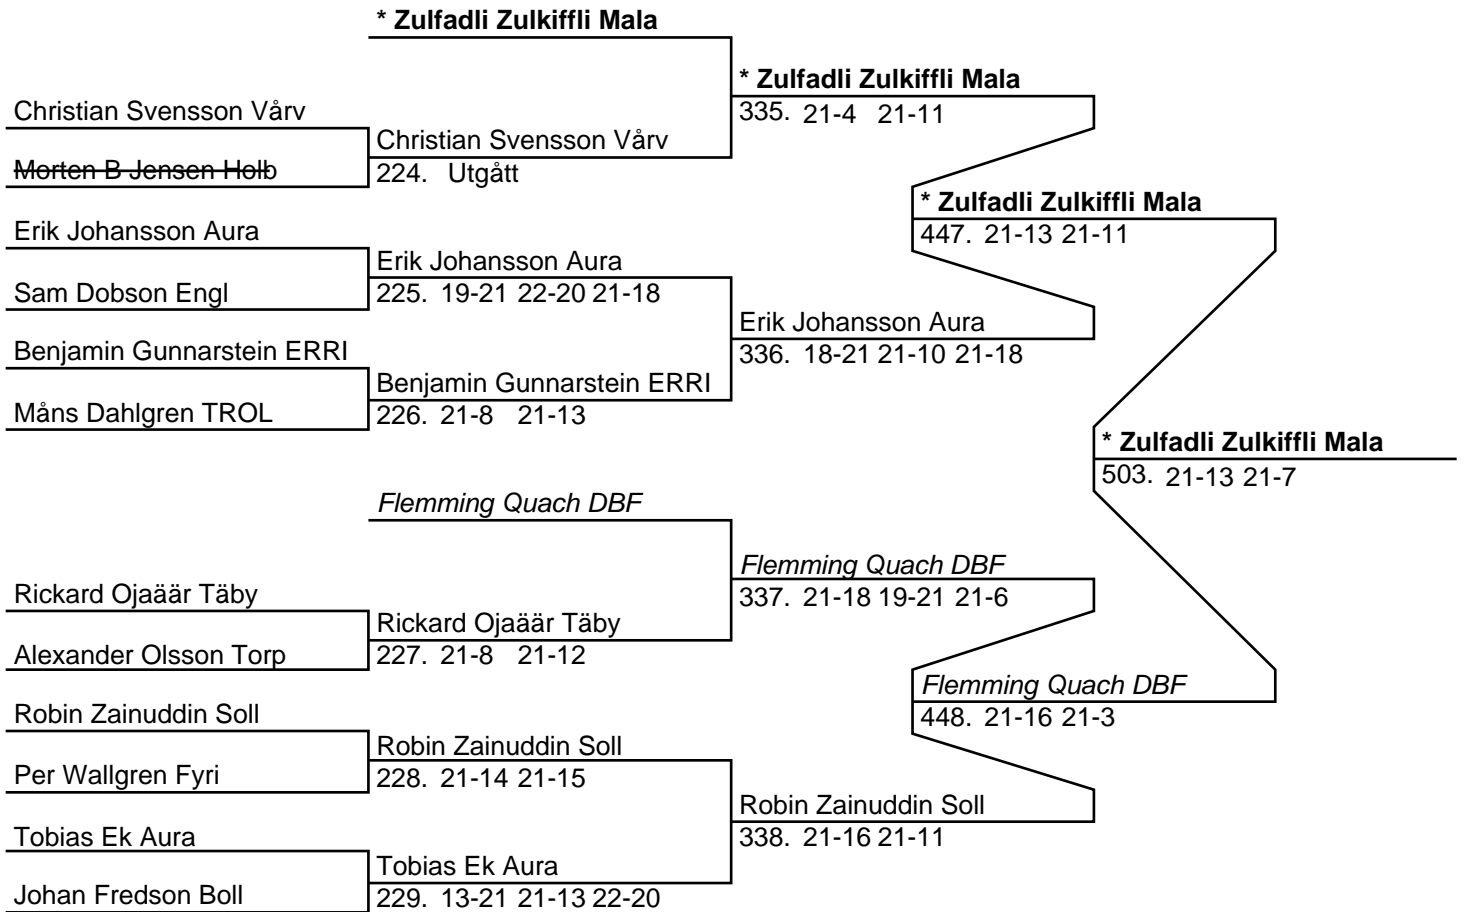 * Zulfadli Zulkiffli Mala
* Zulfadli Zulkiffli Mala
335. 21-4 21-11
Christian Svensson Vårv
Christian Svensson Vårv
Morten B Jensen Holb
224. Utgått
* Zulfadli Zulkiffli Mala
447. 21-13 21-11
Erik Johansson Aura
Erik Johansson Aura
Sam Dobson Engl
225. 19-21 22-20 21-18
Erik Johansson Aura
336. 18-21 21-10 21-18
Benjamin Gunnarstein ERRI
Benjamin Gunnarstein ERRI
Måns Dahlgren TROL
226. 21-8 21-13
* Zulfadli Zulkiffli Mala
503. 21-13 21-7
Flemming Quach DBF
Flemming Quach DBF
337. 21-18 19-21 21-6
Rickard Ojaäär Täby
Rickard Ojaäär Täby
Alexander Olsson Torp
227. 21-8 21-12
Flemming Quach DBF
448. 21-16 21-3
Robin Zainuddin Soll
Robin Zainuddin Soll
Per Wallgren Fyri
228. 21-14 21-15
Robin Zainuddin Soll
338. 21-16 21-11
Tobias Ek Aura
Tobias Ek Aura
Johan Fredson Boll
229. 13-21 21-13 22-20